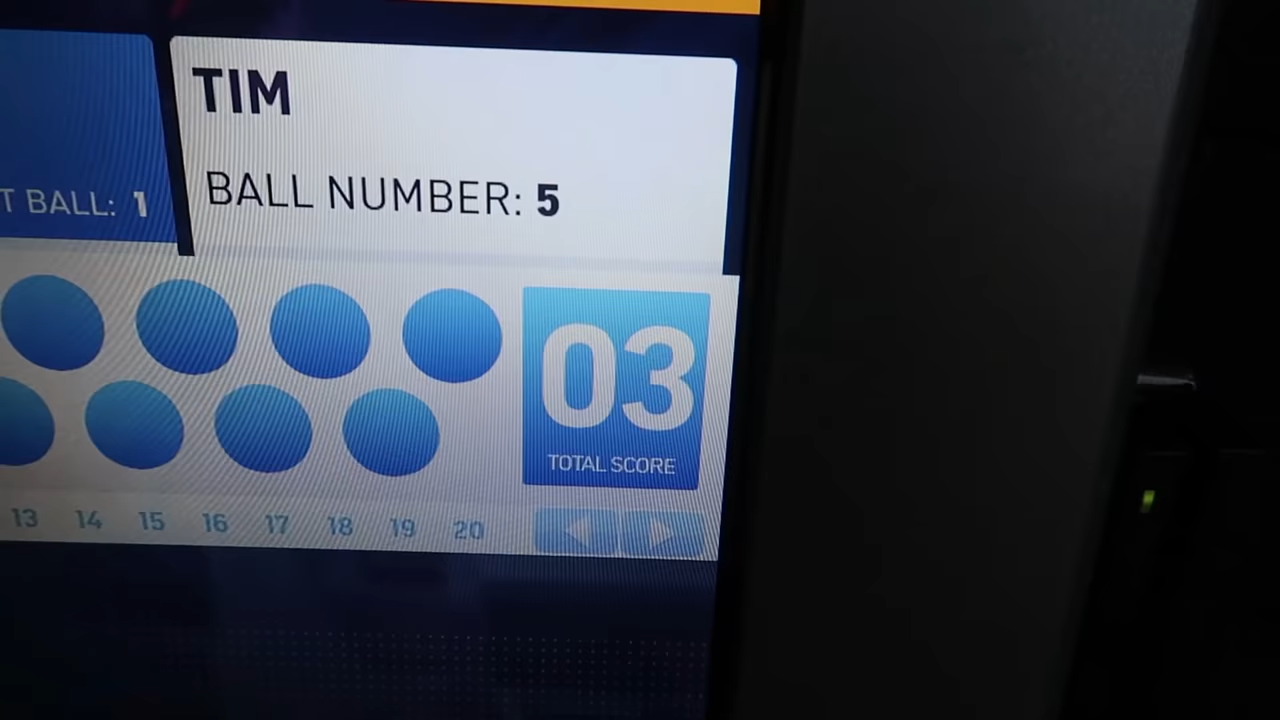 TIM
T BALL: 1
BALL NUMBER: 5
03
TOTAL SCORE
13 14 15 16 17 18 19 20